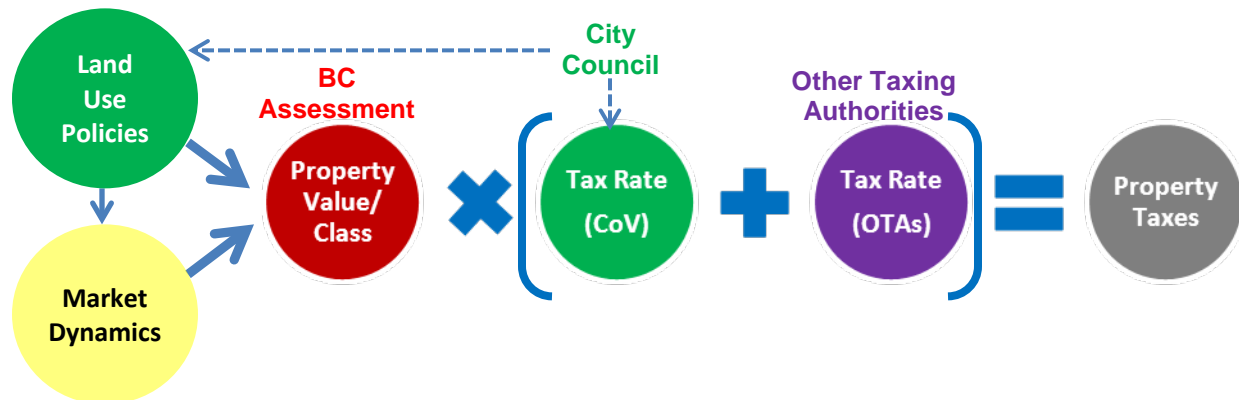 Land
Use
Policies
Market
Dynamics
BC
Assessment
Property
Value/
Class
City
Council
Tax Rate
(CoV)
Other Taxing
Authorities
Tax Rate
(OTAs)
Property
Taxes